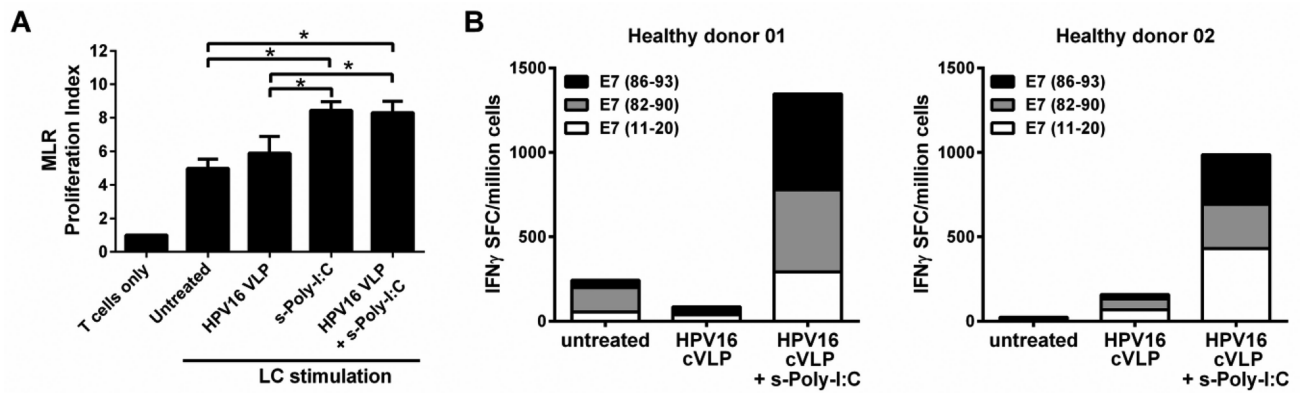 A
MLR
Proliferation Index
12
10
8
6
4
2
0
*
*
*
*
T cells only
Untreated
HPV16 VLP
s-Poly-I:C
HPV16 VLP
+ s-Poly-I:C
LC stimulation
B
Healthy donor 01
IFNγ SFC/million cells
1500
1000
500
0
E7 (86-93)
E7 (82-90)
E7 (11-20)
untreated
HPV16
cVLP
HPV16
cVLP
+ s-Poly-I:C
Healthy donor 02
IFNγ SFC/million cells
1500
1000
500
0
E7 (86-93)
E7 (82-90)
E7 (11-20)
untreated
HPV16
cVLP
HPV16
cVLP
+ s-Poly-I:C